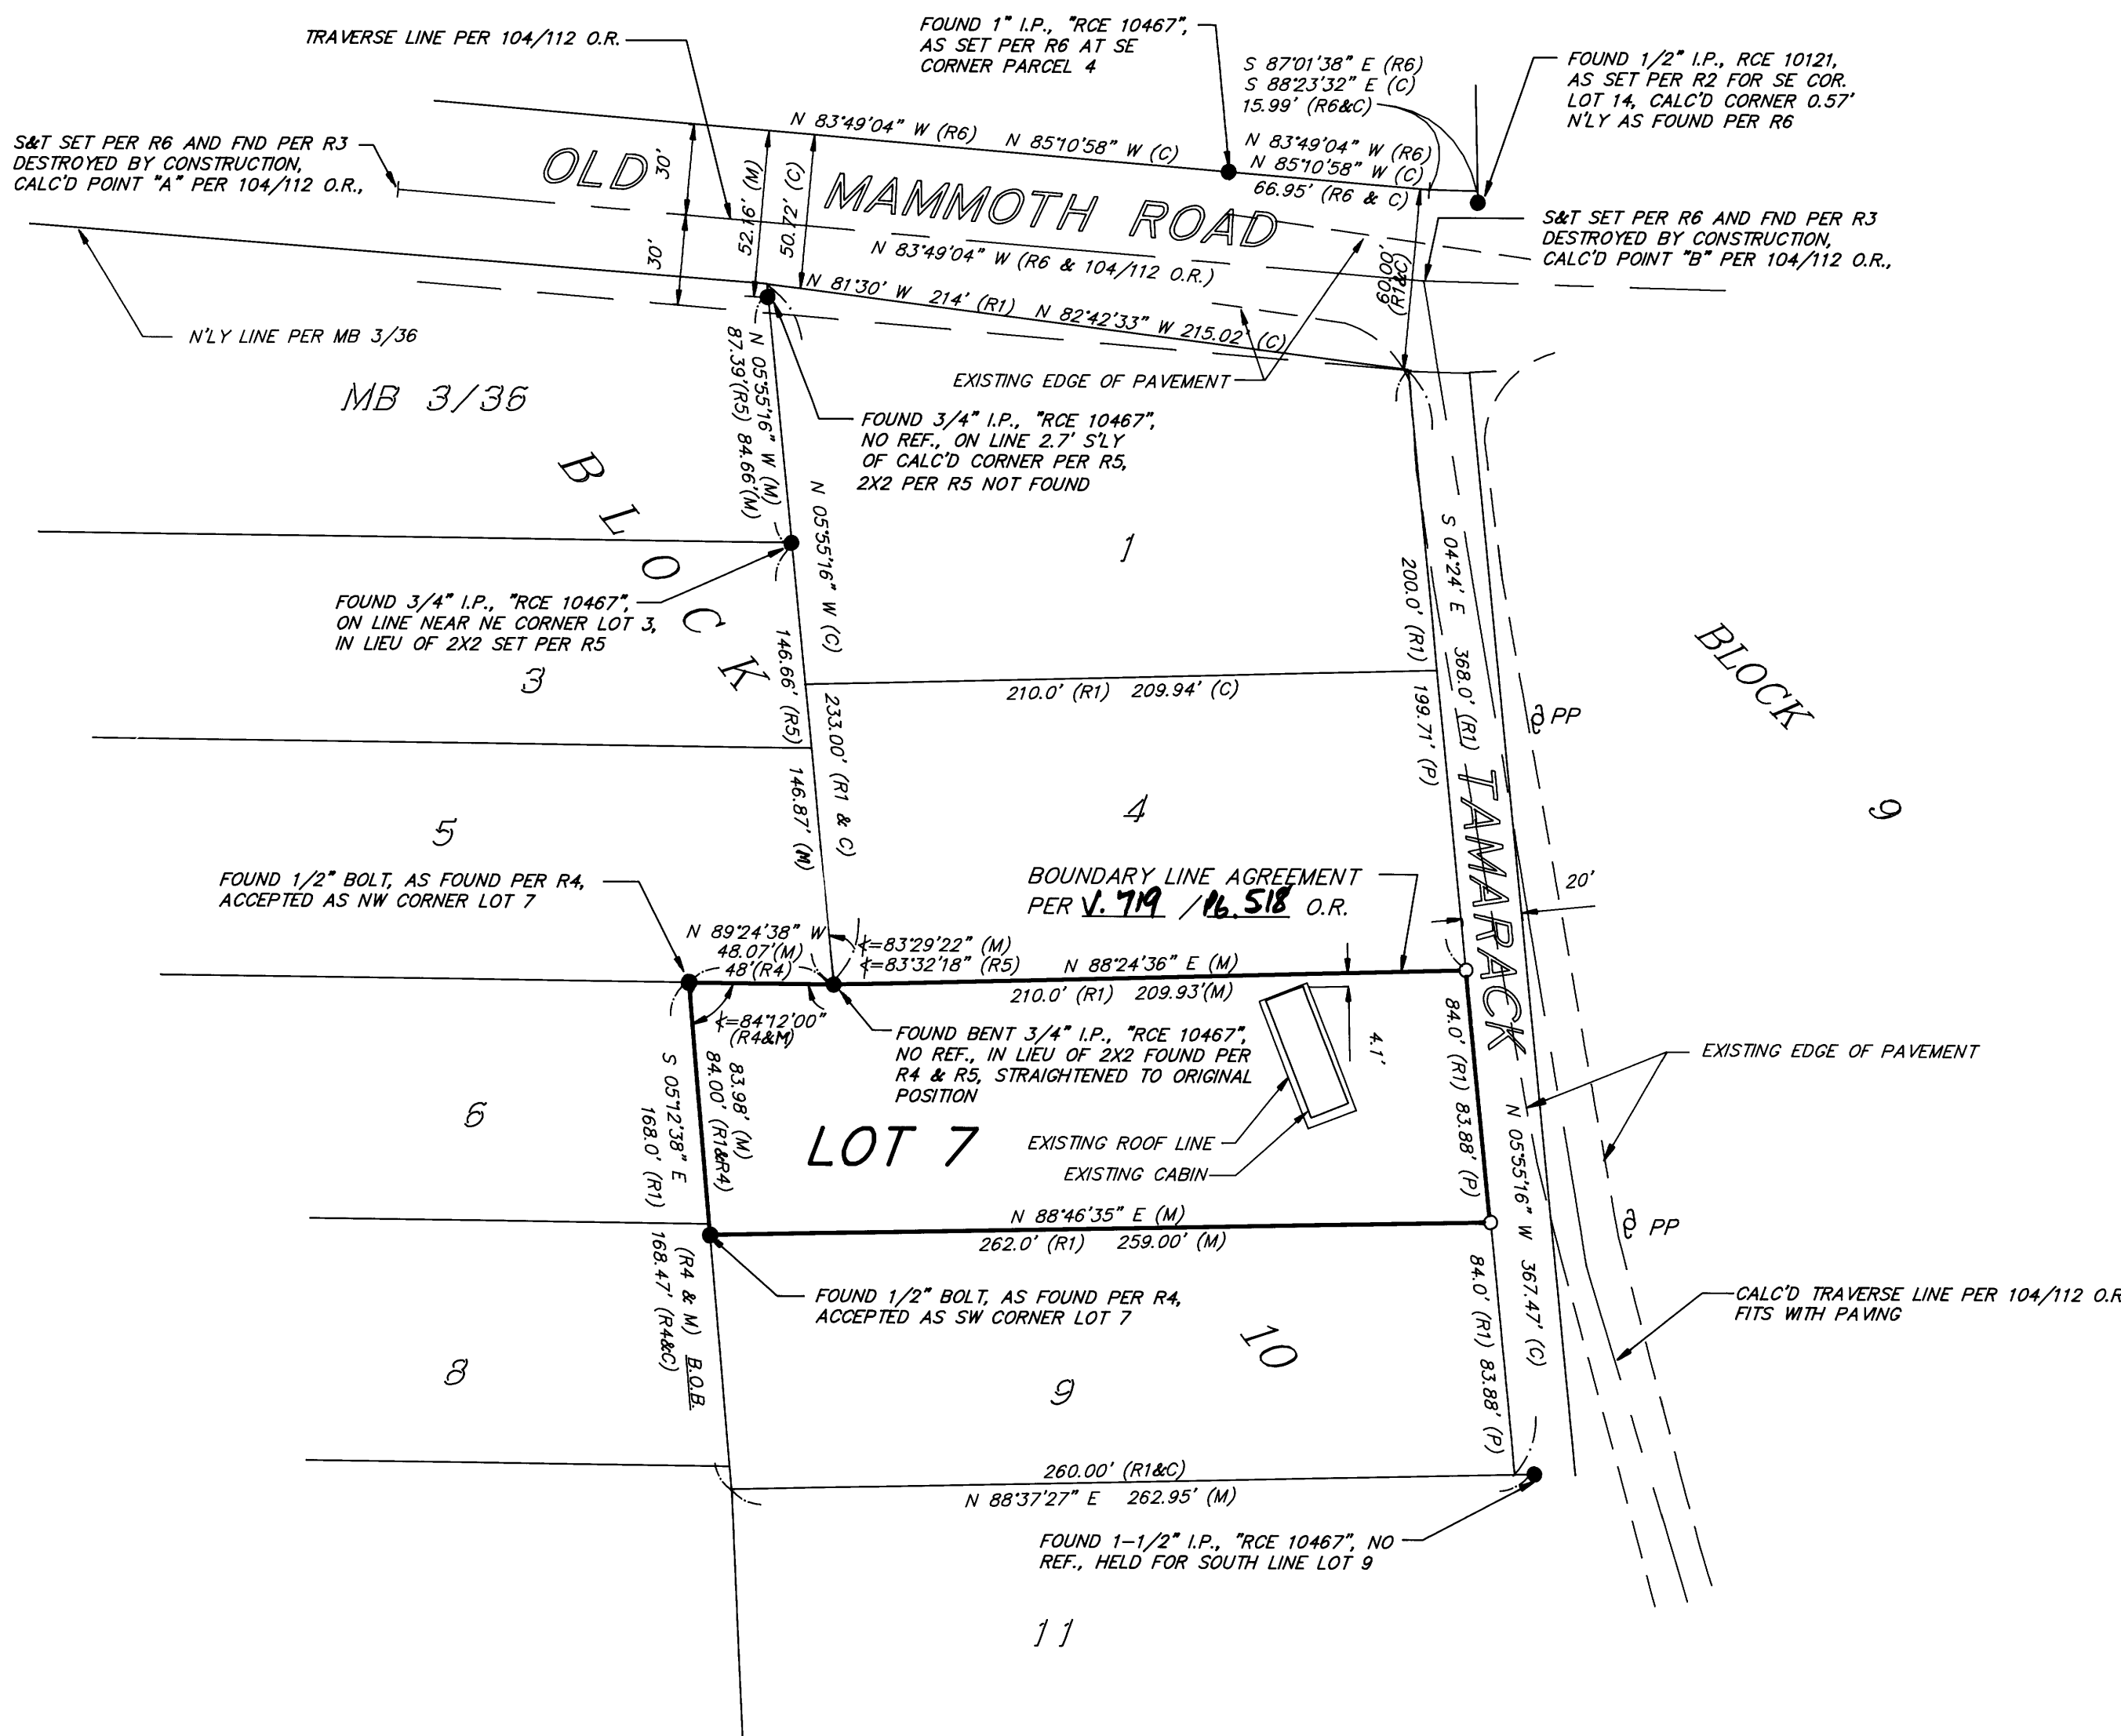 TRAVERSE LINE PER 104/112 O.R.
FOUND 1" I.P., "RCE 10467",
AS SET PER R6 AT SE
CORNER PARCEL 4
S 87°01'38" E (R6)
S 88°23'32" E (C)
15.99' (R6&C)
FOUND 1/2" I.P., RCE 10121,
AS SET PER R2 FOR SE COR.
LOT 14, CALC'D CORNER 0.57'
N'LY AS FOUND PER R6
S&T SET PER R6 AND FND PER R3
DESTROYED BY CONSTRUCTION,
CALC'D POINT "A" PER 104/112 O.R.,
N 83°49'04" W (R6) N 85°10'58" W (C)
N 83°49'04" W (R6)
N 85°10'58" W (C)
66.95' (R6 & C)
OLD MAMMOTH ROAD
30'
30'
52.16' (M)
50.72' (C)
60.00'
(R1&C)
S&T SET PER R6 AND FND PER R3
DESTROYED BY CONSTRUCTION,
CALC'D POINT "B" PER 104/112 O.R.,
N 83°49'04" W (R6 & 104/112 O.R.)
N 81°30' W 214' (R1) N 82°42'33" W 215.02' (C)
N'LY LINE PER MB 3/36
MB 3/36
EXISTING EDGE OF PAVEMENT
N 05°55'16" W (M)
87.39'(R5) 84.66'(M)
FOUND 3/4" I.P., "RCE 10467",
NO REF., ON LINE 2.7' S'LY
OF CALC'D CORNER PER R5,
2X2 PER R5 NOT FOUND
BLOCK
N 05°55'16" W (C)
1
FOUND 3/4" I.P., "RCE 10467",
ON LINE NEAR NE CORNER LOT 3,
IN LIEU OF 2X2 SET PER R5
3
146.66' (R5)
146.87' (M)
233.00' (R1 & C)
210.0' (R1) 209.94' (C)
200.0' (R1)
199.71' (P)
S 04°24' E 368.0' (R1)
TAMARACK
PP
BLOCK
9
20'
5
4
FOUND 1/2" BOLT, AS FOUND PER R4,
ACCEPTED AS NW CORNER LOT 7
BOUNDARY LINE AGREEMENT
PER V. 719 / PG. 518 O.R.
N 89°24'38" W
48.07'(M)
48'(R4)
∢=83°29'22" (M)
∢=83°32'18" (R5)
N 88°24'36" E (M)
210.0' (R1) 209.93'(M)
∢=84°12'00"
(R4&M)
FOUND BENT 3/4" I.P., "RCE 10467",
NO REF., IN LIEU OF 2X2 FOUND PER
R4 & R5, STRAIGHTENED TO ORIGINAL
POSITION
4.1'
EXISTING EDGE OF PAVEMENT
6
S 05°12'38" E
168.0' (R1)
83.98' (M)
84.00' (R1&R4)
LOT 7
EXISTING ROOF LINE
EXISTING CABIN
84.0' (R1) 83.88' (P)
N 05°55'16" W 367.47' (C)
N 88°46'35" E (M)
262.0' (R1) 259.00' (M)
PP
(R4 & M) B.O.B.
168.47' (R4&C)
FOUND 1/2" BOLT, AS FOUND PER R4,
ACCEPTED AS SW CORNER LOT 7
CALC'D TRAVERSE LINE PER 104/112 O.R
FITS WITH PAVING
84.0' (R1) 83.88' (P)
10
8
9
260.00' (R1&C)
N 88°37'27" E 262.95' (M)
FOUND 1-1/2" I.P., "RCE 10467", NO
REF., HELD FOR SOUTH LINE LOT 9
11